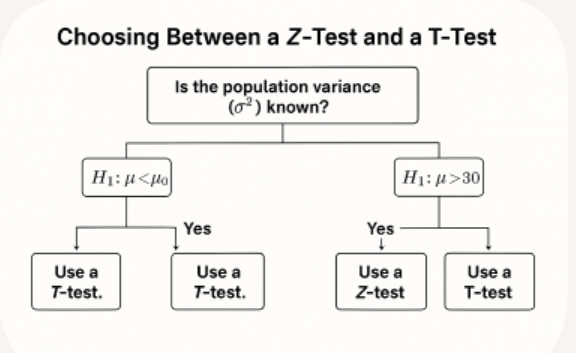 Choosing Between a Z-Test and a T-Test
Is the population variance
(σ²) known?
H₁: μ<μ₀
H₁: μ>30
Yes
Yes
Use a
T-test.
Use a
T-test.
Use a
Z-test
Use a
T-test